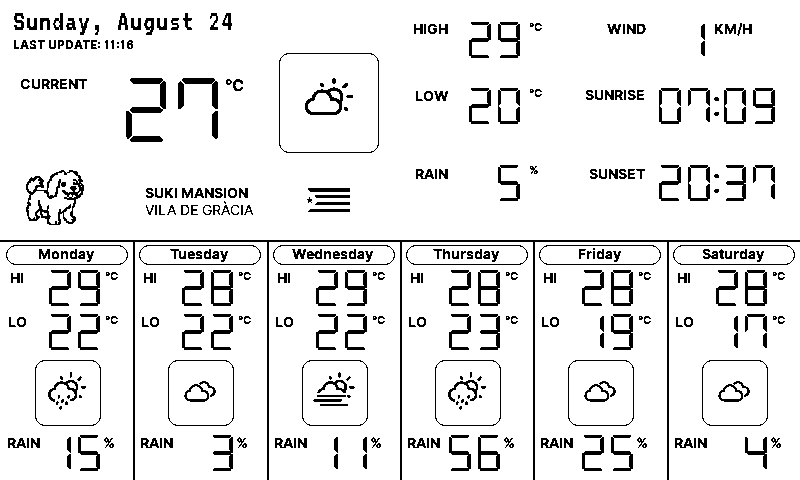 Sunday, August 24
LAST UPDATE: 11:16
CURRENT 27 °C
HIGH 29 °C
LOW 20 °C
RAIN 5 %
WIND 1 KM/H
SUNRISE 07:09
SUNSET 20:37
SUKI MANSION
VILA DE GRÀCIA
Monday
HI 29 °C
LO 22 °C
RAIN 15 %
Tuesday
HI 28 °C
LO 22 °C
RAIN 3 %
Wednesday
HI 29 °C
LO 22 °C
RAIN 11 %
Thursday
HI 28 °C
LO 23 °C
RAIN 56 %
Friday
HI 28 °C
LO 19 °C
RAIN 25 %
Saturday
HI 28 °C
LO 17 °C
RAIN 4 %